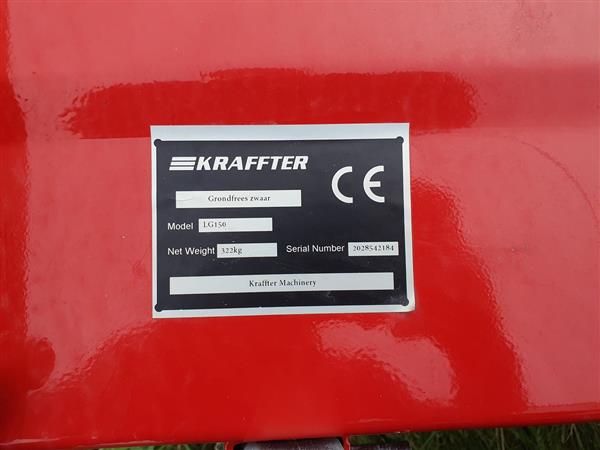 KRAFFTER
CE
Grondfrees zwaar
Model LG150
Net Weight 322kg Serial Number 2028542184
Kraffter Machinery